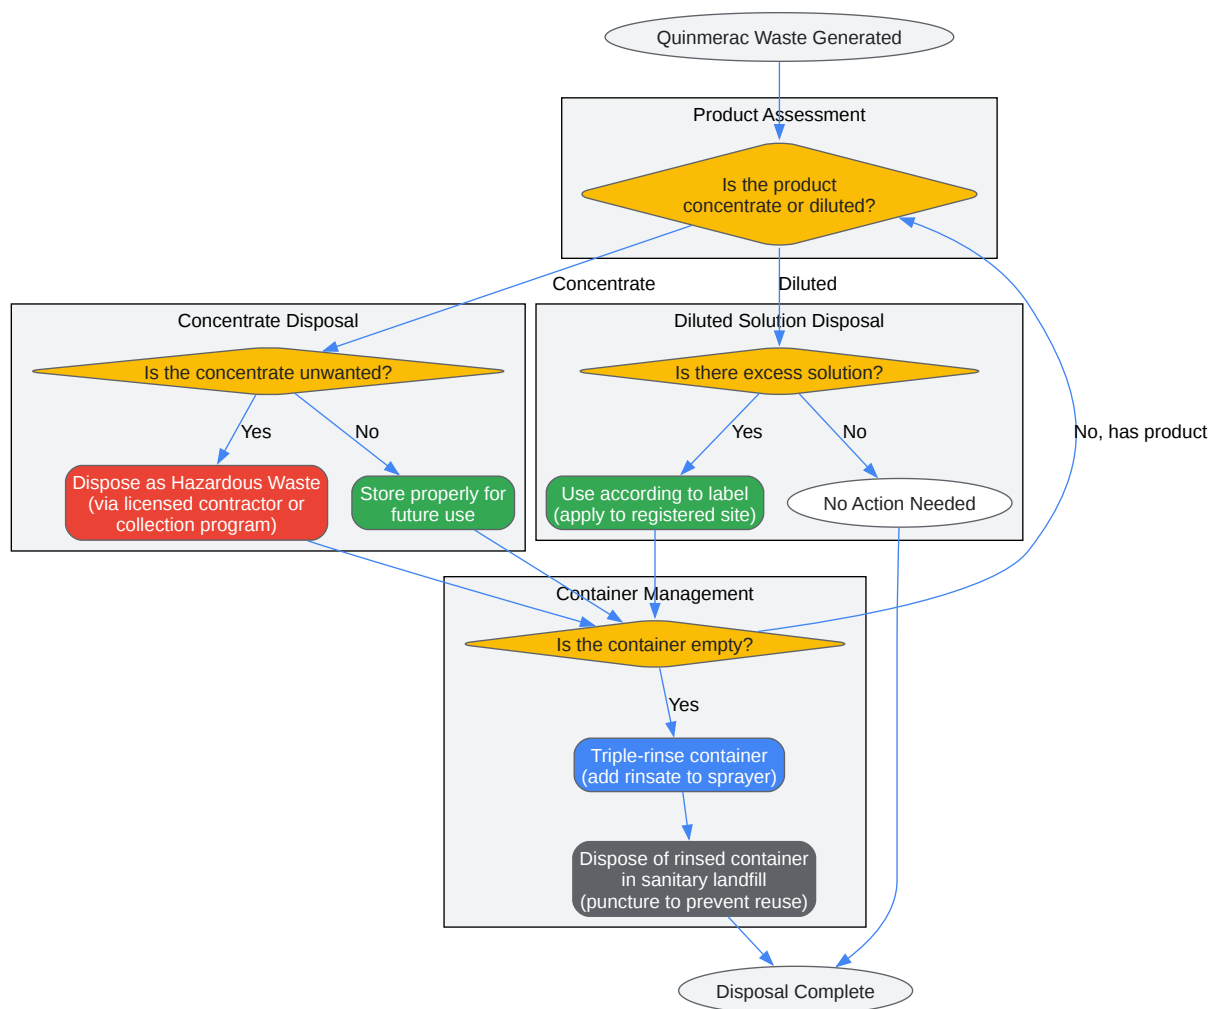 Quinmerac Waste Generated
Product Assessment
Is the product
concentrate or diluted?
Concentrate
Diluted
Concentrate Disposal
Is the concentrate unwanted?
Yes
No
Dispose as Hazardous Waste
(via licensed contractor or
collection program)
Store properly for
future use
Diluted Solution Disposal
Is there excess solution?
Yes
No
Use according to label
(apply to registered site)
No Action Needed
No, has product
Container Management
Is the container empty?
Yes
Triple-rinse container
(add rinsate to sprayer)
Dispose of rinsed container
in sanitary landfill
(puncture to prevent reuse)
Disposal Complete